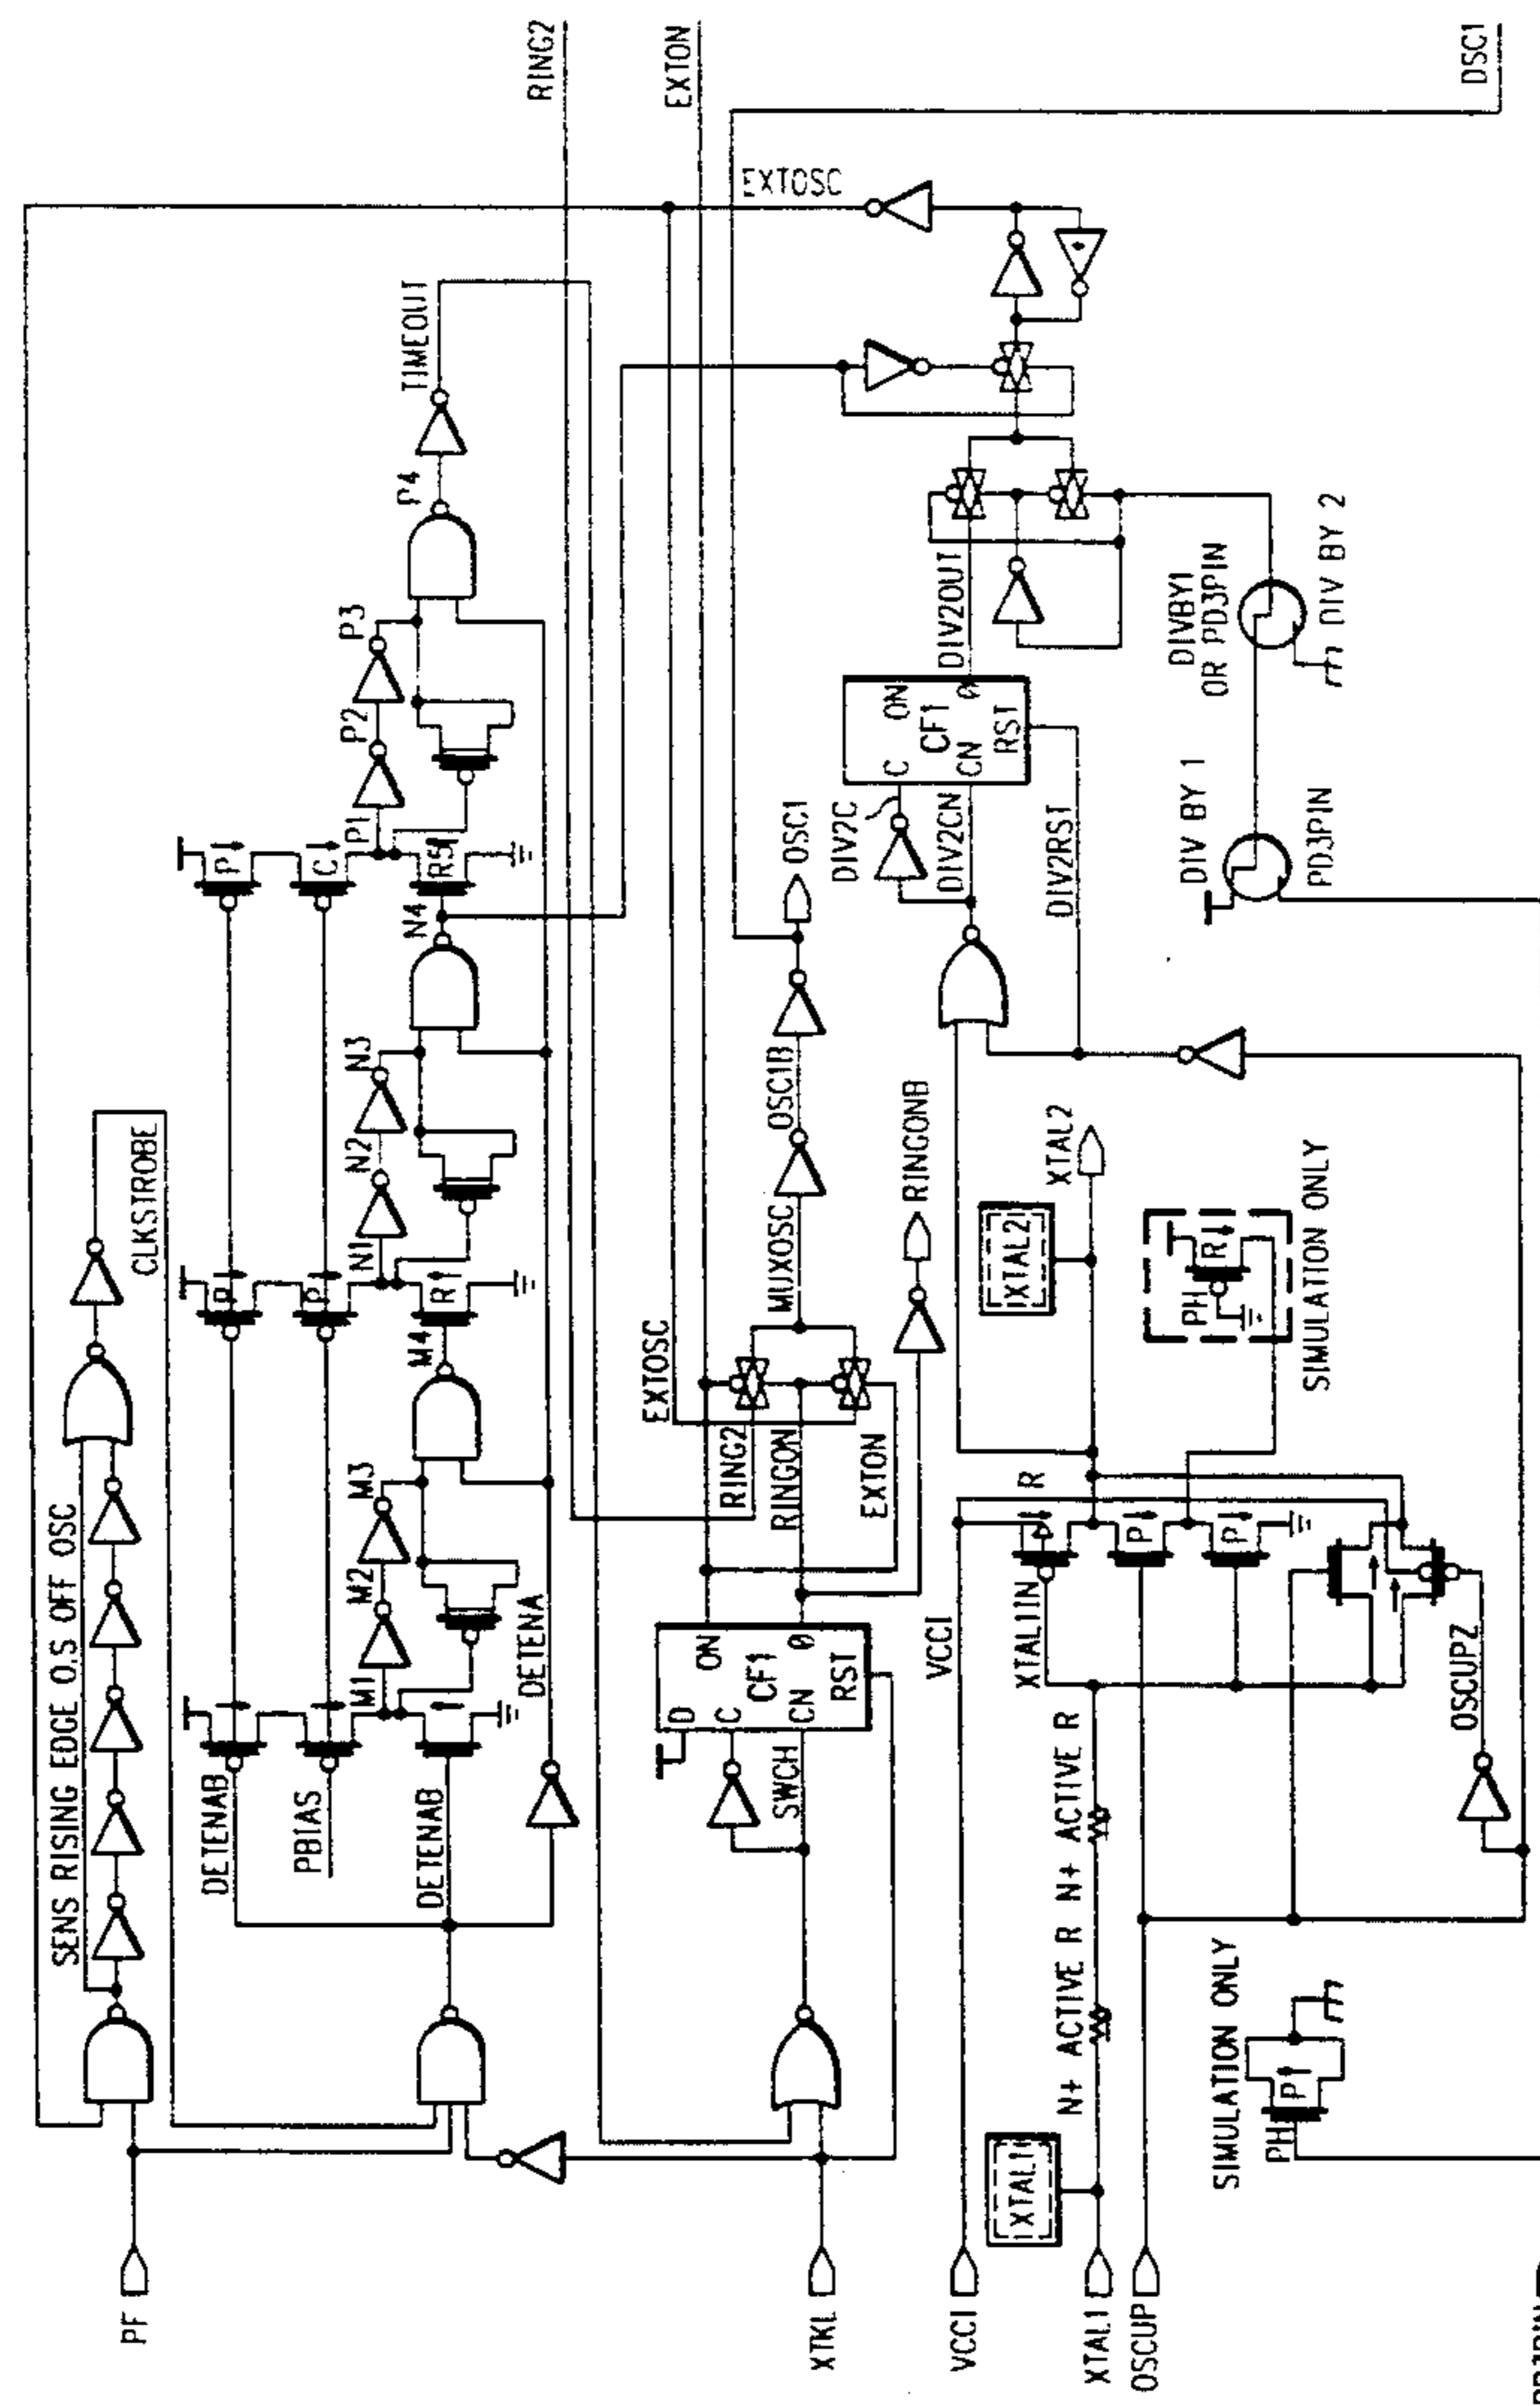 RING2
EXTON
DSC1
EXTOSC
TIMEOUT
P4
P3
P2
P1
P
C
R5
N4
N3
N2
N1
P
P
R
M4
M3
M2
M1
CLKSTROBE
SENS RISING EDGE O.S OFF OSC
DETENAB
PBIAS
DETENAB
DETENA
PF
DIV2OUT
DIVBY1
OR PD3PIN
DIV BY 2
C
ON
CF1
CN
Ø
RST
DIV2C
DIV2CN
DIV2RST
DIV BY 1
PD3PIN
OSC1
OSC1B
MUXOSC
RINGONB
EXTOSC
RING2
RINGON
EXTON
D
ON
C
CF1
CN
Ø
RST
SWCH
XTKL
XTAL2
XTAL2
PH
R
SIMULATION ONLY
VCCI
XTAL1IN
R
P
P
OSCUPZ
N+ ACTIVE R
N+ ACTIVE R
XTAL1
SIMULATION ONLY
PH
P
VCCI
XTAL1
OSCUP